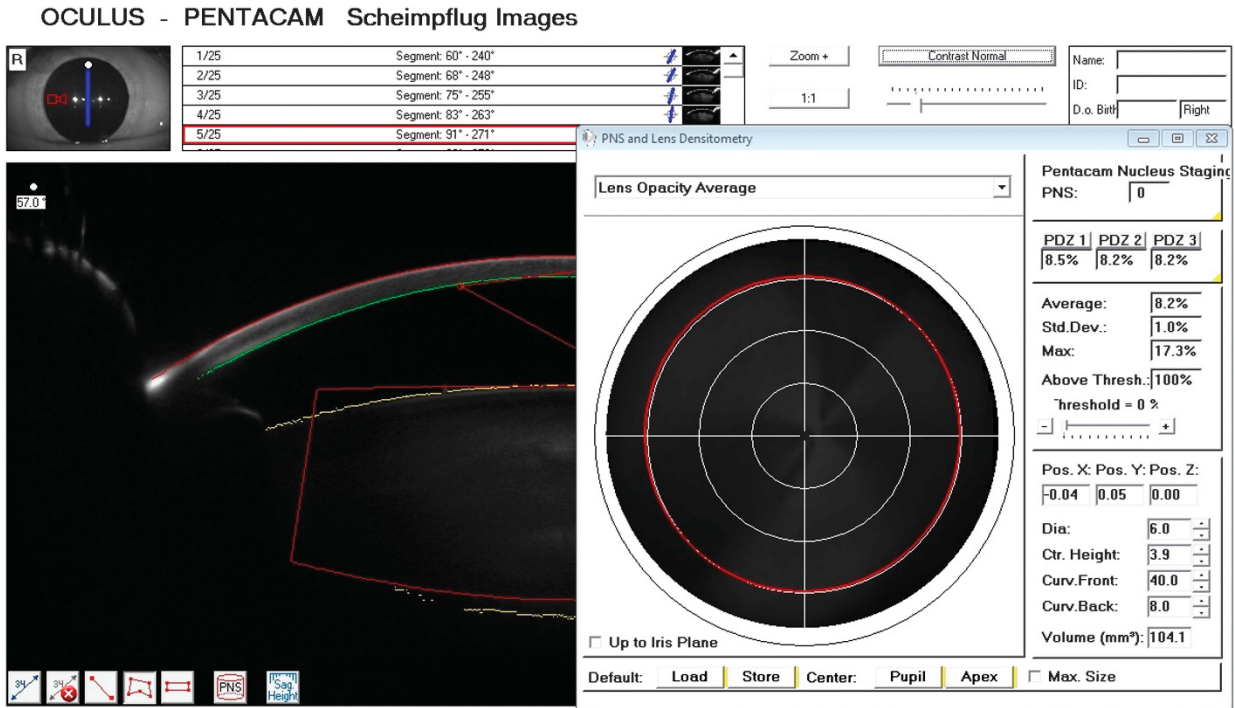 OCULUS - PENTACAM Scheimpflug Images
R
1/25 Segment: 60° - 240°
2/25 Segment: 68° - 248°
3/25 Segment: 75° - 255°
4/25 Segment: 83° - 263°
5/25 Segment: 91° - 271°
Zoom +
1:1
Contrast Normal
Name:
ID:
D.o. Birth
Right
57.0 °
PNS and Lens Densitometry
Lens Opacity Average
Pentacam Nucleus Staging
PNS: 0
PDZ 1 PDZ 2 PDZ 3
8.5% 8.2% 8.2%
Average: 8.2%
Std.Dev.: 1.0%
Max: 17.3%
Above Thresh.: 100%
hreshold = 0 %
- +
Pos. X: Pos. Y: Pos. Z:
-0.04 0.05 0.00
Dia: 6.0
Ctr. Height: 3.9
Curv.Front: 40.0
Curv.Back: 8.0
Volume (mm³): 104.1
Up to Iris Plane
Default: Load Store Center: Pupil Apex Max. Size
34 34 PNS Sag. Height